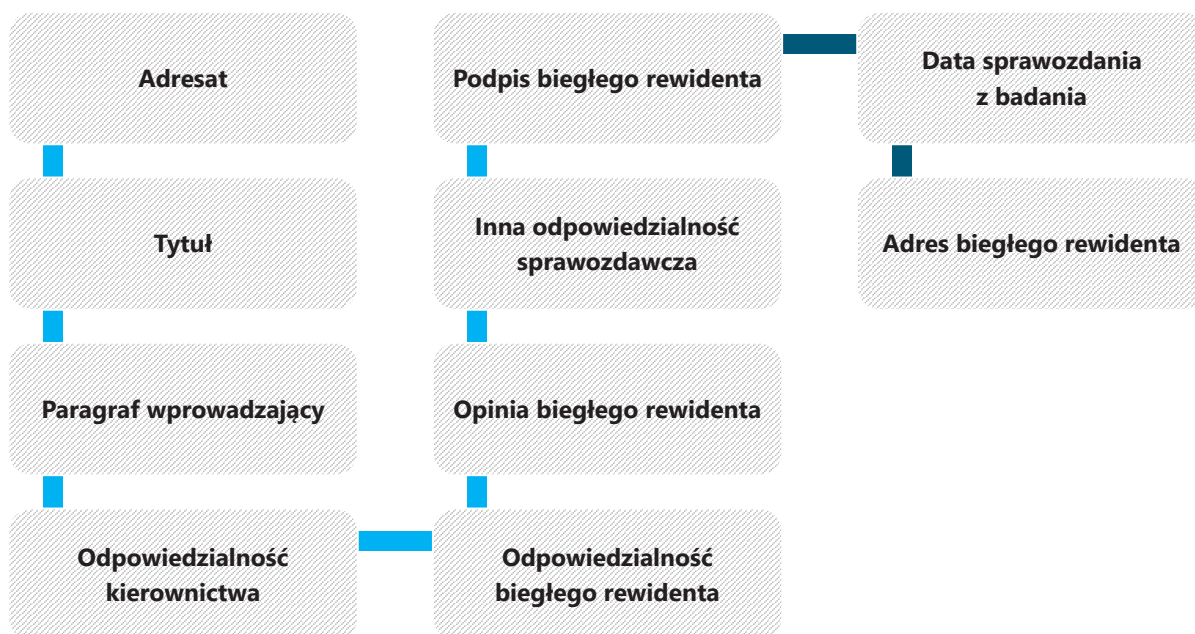 Adresat
Tytuł
Paragraf wprowadzający
Odpowiedzialność
kierownictwa
Odpowiedzialność
biegłego rewidenta
Opinia biegłego rewidenta
Inna odpowiedzialność
sprawozdawcza
Podpis biegłego rewidenta
Data sprawozdania
z badania
Adres biegłego rewidenta